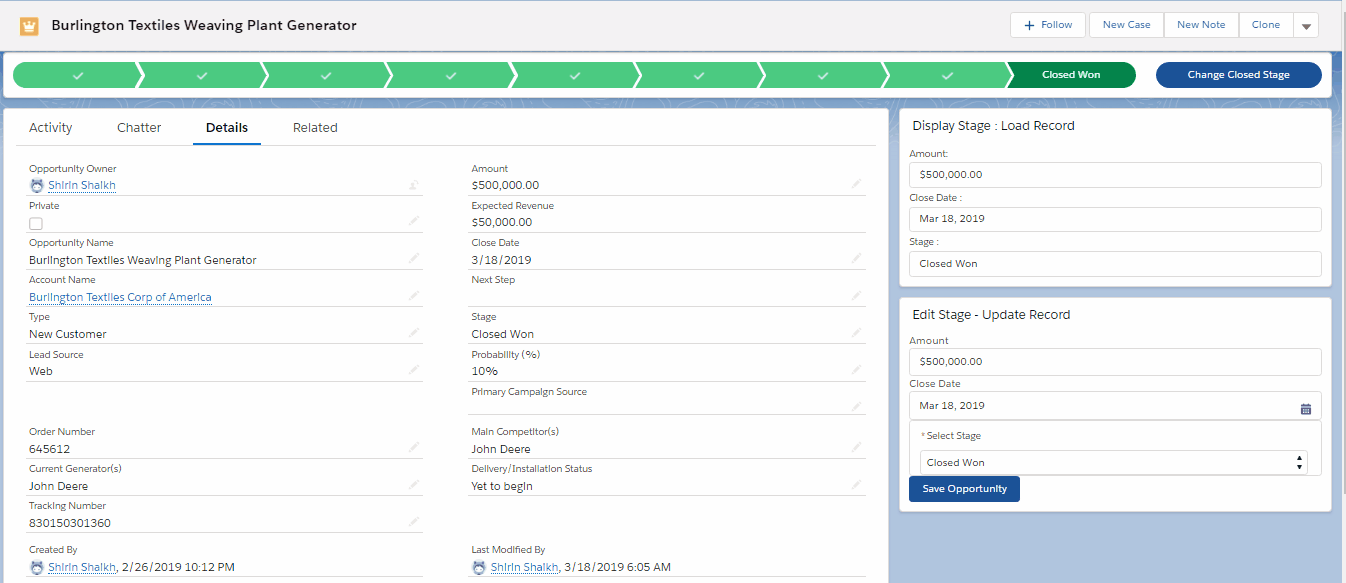 Burlington Textiles Weaving Plant Generator
Follow
New Case
New Note
Clone
Closed Won
Change Closed Stage
Activity
Chatter
Details
Related
Opportunity Owner
Shirin Shaikh
Private
Opportunity Name
Burlington Textiles Weaving Plant Generator
Account Name
Burlington Textiles Corp of America
Type
New Customer
Lead Source
Web
Order Number
645612
Current Generator(s)
John Deere
Tracking Number
830150301360
Created By
Shirin Shaikh, 2/26/2019 10:12 PM
Amount
$500,000.00
Expected Revenue
$50,000.00
Close Date
3/18/2019
Next Step
Stage
Closed Won
Probability (%)
10%
Primary Campaign Source
Main Competitor(s)
John Deere
Delivery/Installation Status
Yet to begin
Last Modified By
Shirin Shaikh, 3/18/2019 6:05 AM
Display Stage : Load Record
Amount:
$500,000.00
Close Date :
Mar 18, 2019
Stage :
Closed Won
Edit Stage - Update Record
Amount
$500,000.00
Close Date
Mar 18, 2019
* Select Stage
Closed Won
Save Opportunity